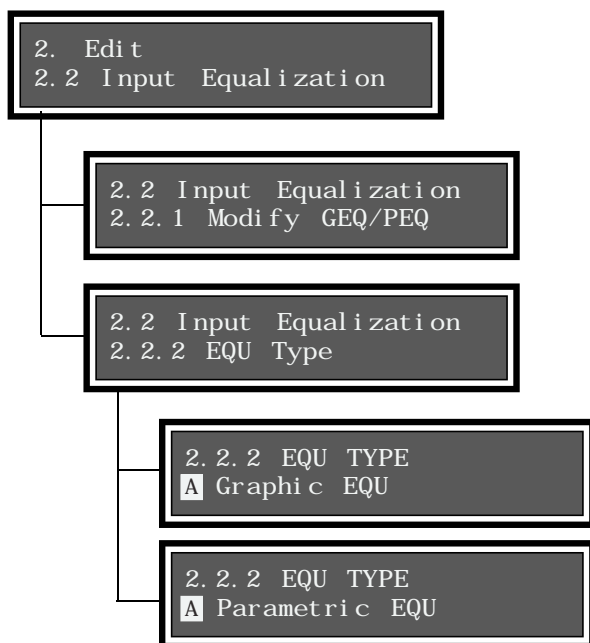 2. Edit
2.2 Input Equalization
2.2 Input Equalization
2.2.1 Modify GEQ/PEQ
2.2 Input Equalization
2.2.2 EQU Type
2.2.2 EQU TYPE
A Graphic EQU
2.2.2 EQU TYPE
A Parametric EQU